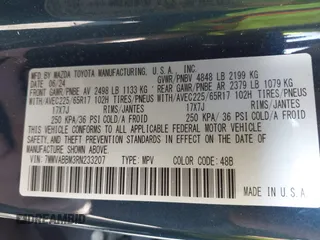 MFD. BY MAZDA TOYOTA MANUFACTURING, U.S.A., INC.
DATE 06/24 GVWR/PNBV 4848 LB 2199 KG
FRONT GAWR/PNBE AV 2498 LB 1133 KG REAR GAWR/PNBE AR 2379 LB 1079 KG
WITH/AVEC225/65R17 102H TIRES/PNEUS WITH/AVEC225/65R17 102H TIRES/PNEUS
17X7J RIMS/JANTES 17X7J RIMS/JANTES
250 KPA/36 PSI COLD/A FROID 250 KPA/36 PSI COLD/A FROID
THIS VEHICLE CONFORMS TO ALL APPLICABLE FEDERAL MOTOR VEHICLE
SAFETY AND THEFT PREVENTION STANDARDS IN EFFECT ON THE DATE OF
MANUFACTURE SHOWN ABOVE.
VIN: TYPE: MPV COLOR CODE: 48B
DREAMBID